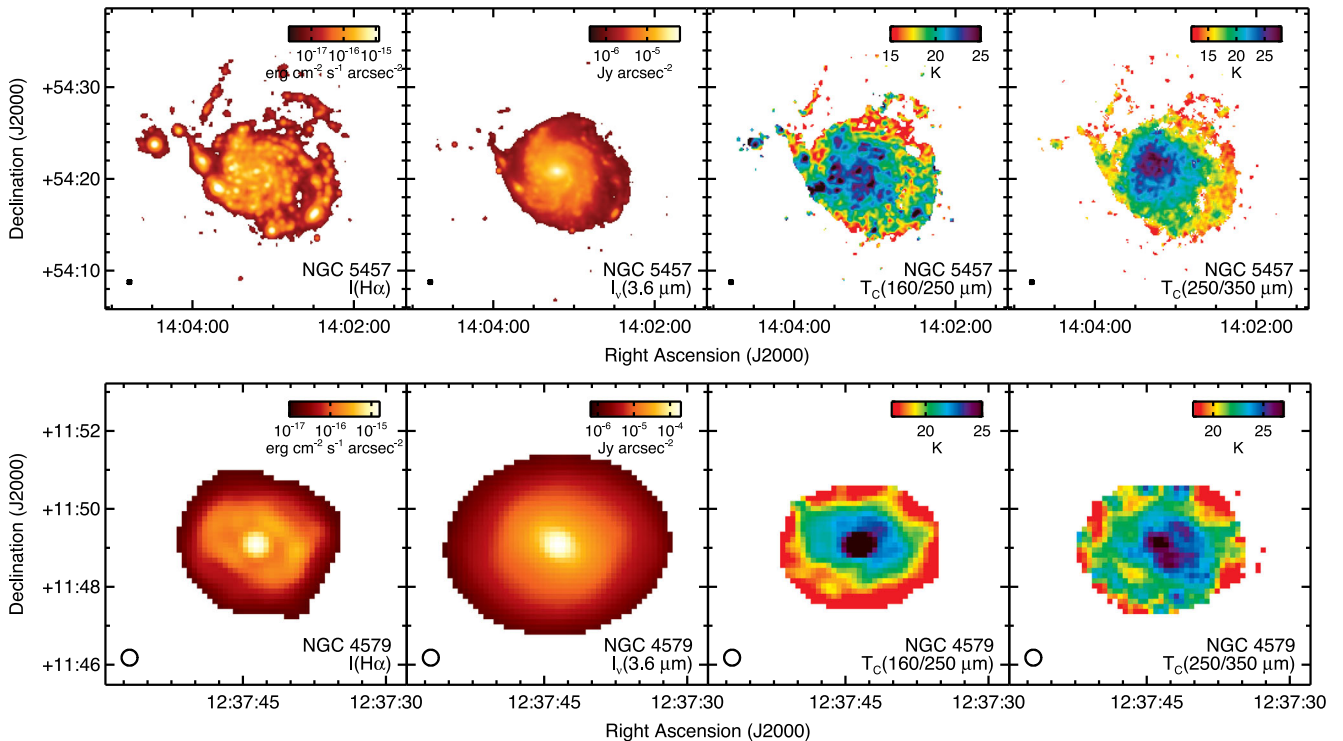 10⁻¹⁷ 10⁻¹⁶ 10⁻¹⁵
erg cm⁻² s⁻¹ arcsec⁻²
10⁻⁶ 10⁻⁵
Jy arcsec⁻²
15 20 25
K
15 20 25
K
+54:30
+54:20
+54:10
Declination (J2000)
NGC 5457
I(Hα)
NGC 5457
Iᵥ(3.6 μm)
NGC 5457
T_C(160/250 μm)
NGC 5457
T_C(250/350 μm)
14:04:00 14:02:00
14:04:00 14:02:00
14:04:00 14:02:00
14:04:00 14:02:00
Right Ascension (J2000)
10⁻¹⁷ 10⁻¹⁶ 10⁻¹⁵
erg cm⁻² s⁻¹ arcsec⁻²
10⁻⁶ 10⁻⁵ 10⁻⁴
Jy arcsec⁻²
20 25
K
20 25
K
+11:52
+11:50
+11:48
+11:46
Declination (J2000)
NGC 4579
I(Hα)
NGC 4579
Iᵥ(3.6 μm)
NGC 4579
T_C(160/250 μm)
NGC 4579
T_C(250/350 μm)
12:37:45 12:37:30
12:37:45 12:37:30
12:37:45 12:37:30
12:37:45 12:37:30
Right Ascension (J2000)